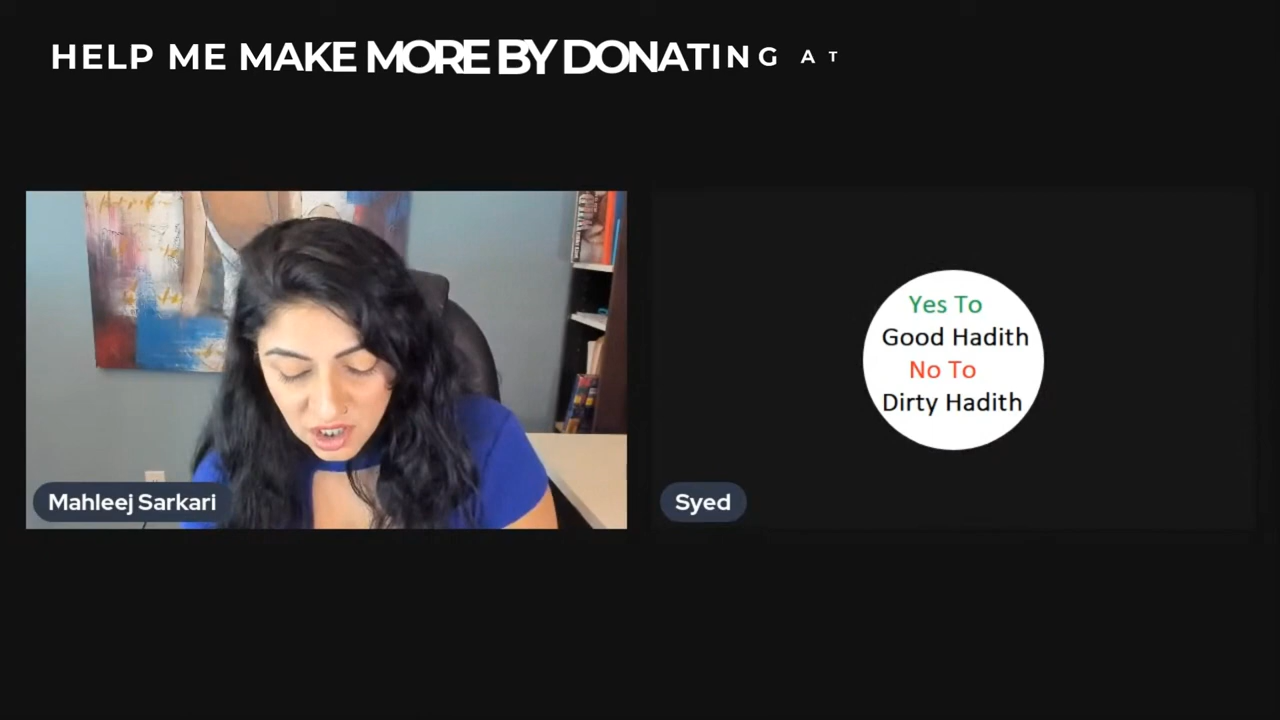 HELP ME MAKE MORE BY DONATING AT
Yes To
Good Hadith
No To
Dirty Hadith
Mahleej Sarkari
Syed